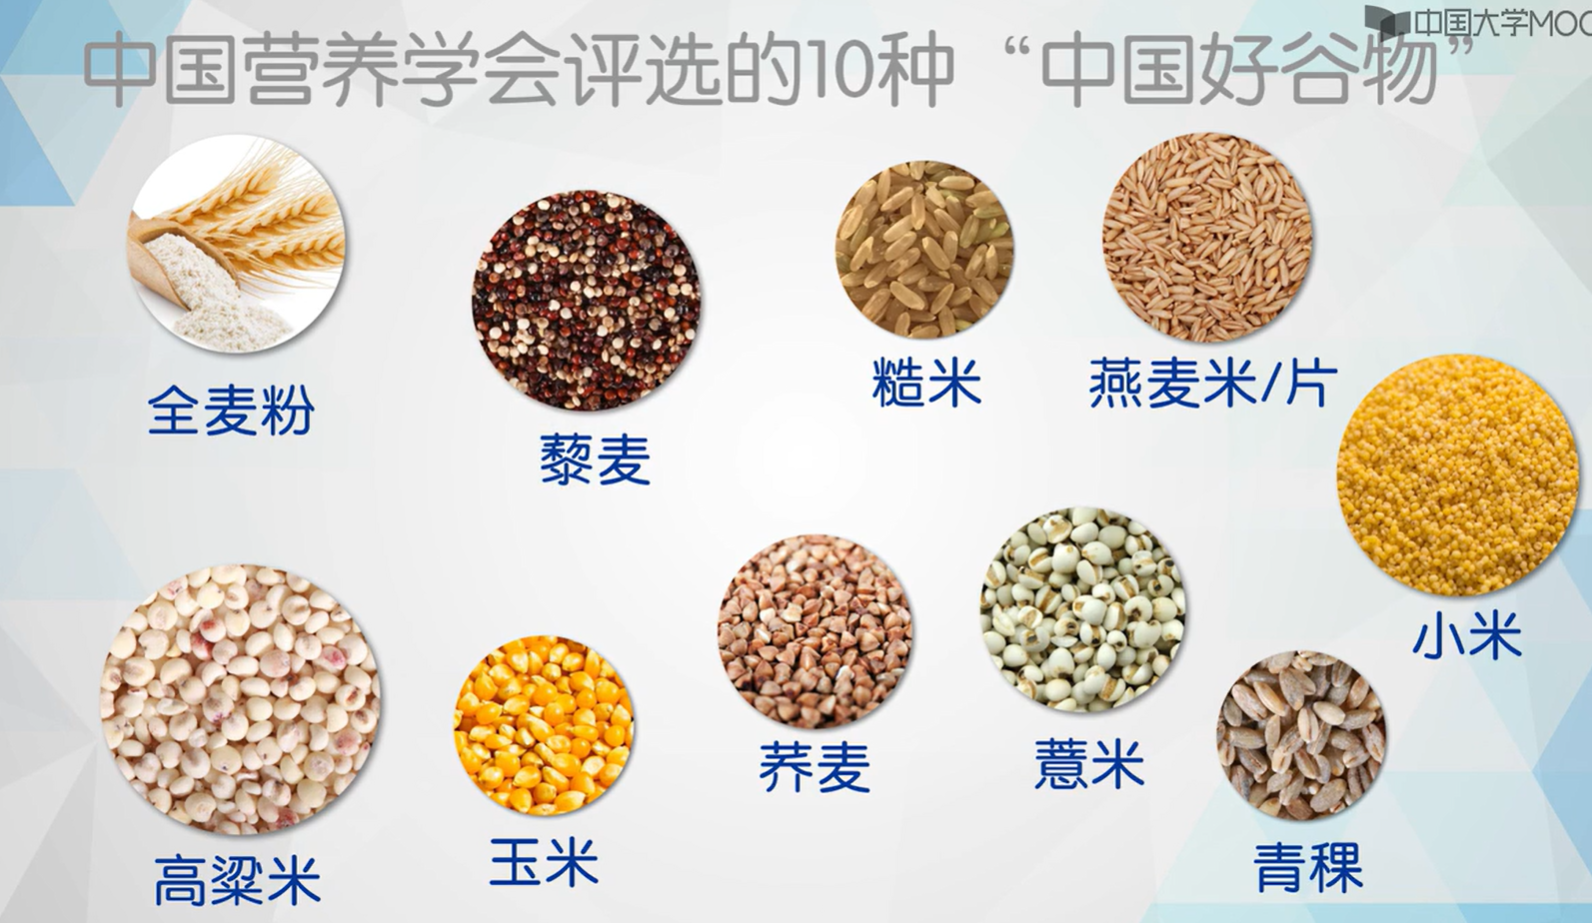 中国大学MOC
中国营养学会评选的10种“中国好谷物”
全麦粉
藜麦
糙米
燕麦米/片
小米
高粱米
玉米
荞麦
薏米
青稞